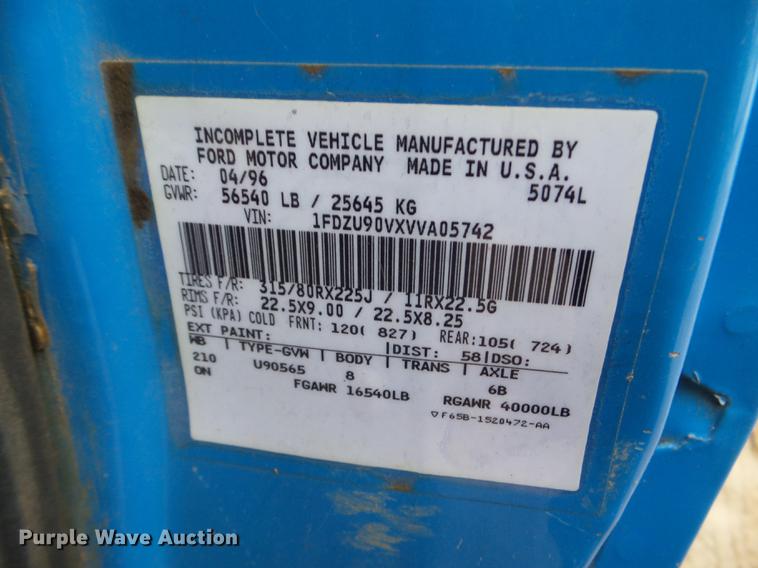 INCOMPLETE VEHICLE MANUFACTURED BY
FORD MOTOR COMPANY MADE IN U.S.A.
DATE: 04/96 5074L
GVWR: 56540 LB / 25645 KG
VIN: 1FDZU90VXVVA05742
TIRES F/R: 315/80RX225J / 11RX22.5G
RIMS F/R: 22.5X9.00 / 22.5X8.25
PSI (KPA) COLD FRNT: 120( 827) REAR: 105( 724)
EXT PAINT: DIST: 58 DSO:
WB TYPE-GVW BODY TRANS AXLE
210 U90565 8 6B
ON FGAWR 16540LB RGAWR 40000LB
▽ F65B-1520472-AA
Purple Wave Auction